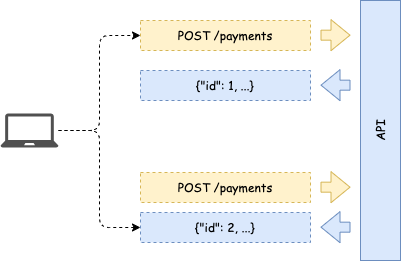 POST /payments
{"id": 1, ...}
API
POST /payments
{"id": 2, ...}